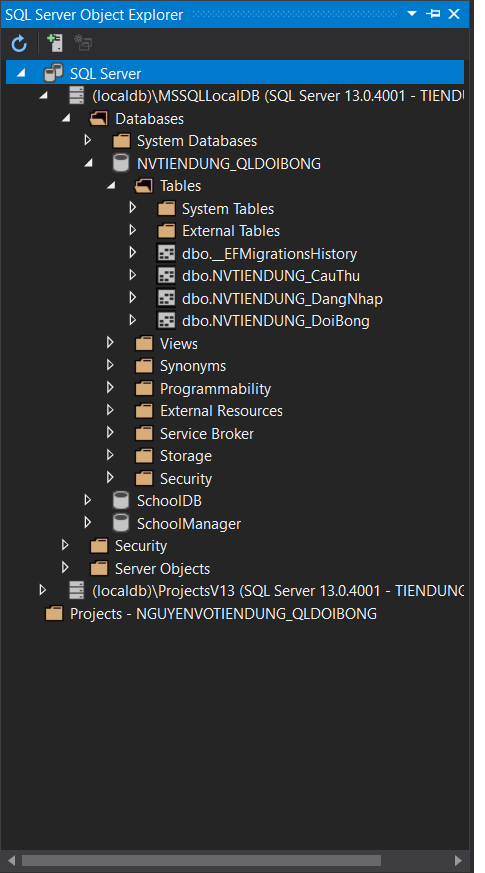 SQL Server Object Explorer
SQL Server
(localdb)\MSSQLLocalDB (SQL Server 13.0.4001 - TIENDU
Databases
System Databases
NVTIENDUNG_QLDOIBONG
Tables
System Tables
External Tables
dbo.__EFMigrationsHistory
dbo.NVTIENDUNG_CauThu
dbo.NVTIENDUNG_DangNhap
dbo.NVTIENDUNG_DoiBong
Views
Synonyms
Programmability
External Resources
Service Broker
Storage
Security
SchoolDB
SchoolManager
Security
Server Objects
(localdb)\ProjectsV13 (SQL Server 13.0.4001 - TIENDUNG
Projects - NGUYENVOTIENDUNG_QLDOIBONG